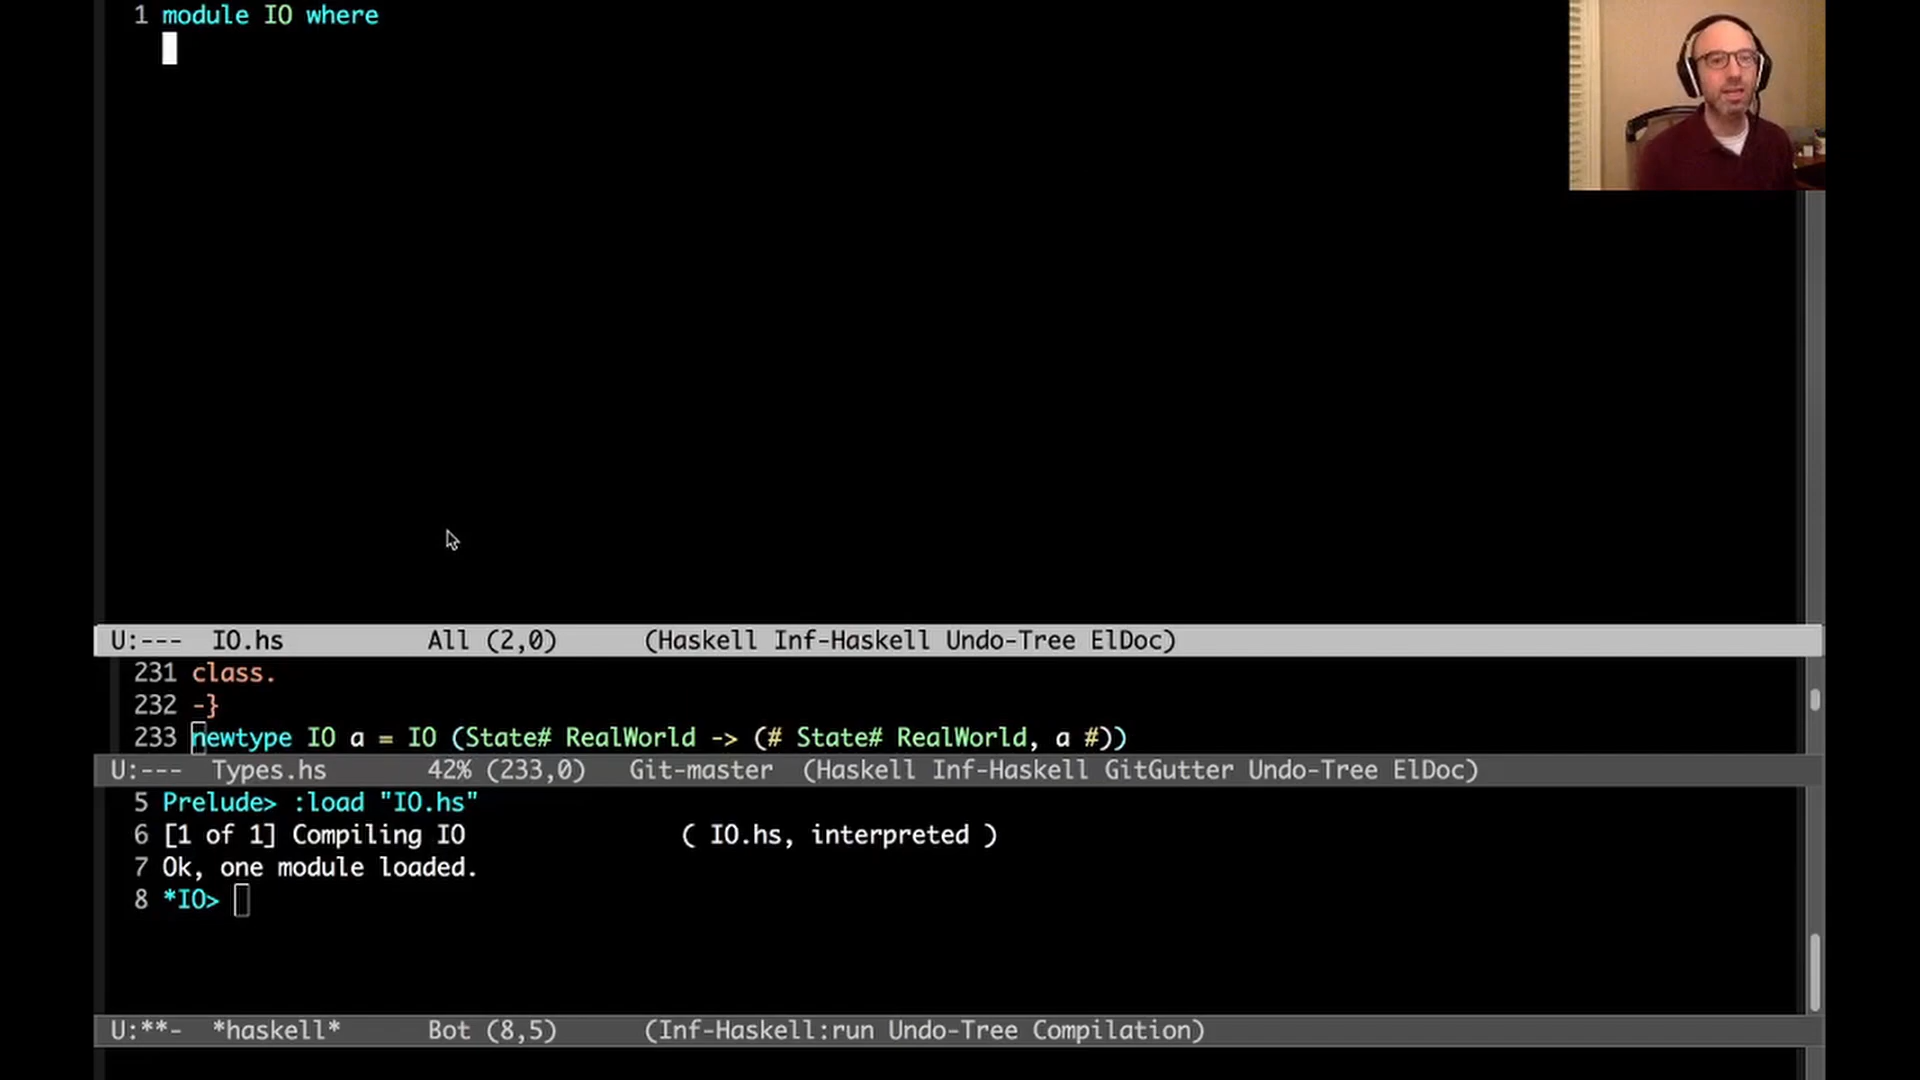 1 module IO where
U:--- IO.hs All (2,0) (Haskell Inf-Haskell Undo-Tree ElDoc)
231 class.
232 -}
233 newtype IO a = IO (State# RealWorld -> (# State# RealWorld, a #))
U:--- Types.hs 42% (233,0) Git-master (Haskell Inf-Haskell GitGutter Undo-Tree ElDoc)
5 Prelude> :load "IO.hs"
6 [1 of 1] Compiling IO ( IO.hs, interpreted )
7 Ok, one module loaded.
8 *IO>
U:**- *haskell* Bot (8,5) (Inf-Haskell:run Undo-Tree Compilation)